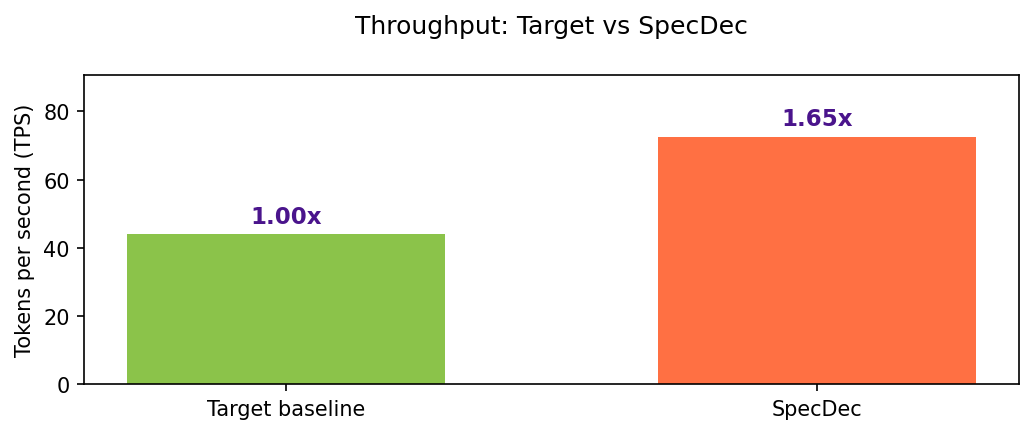 Throughput: Target vs SpecDec
Tokens per second (TPS)
80
60
40
20
0
1.00x
1.65x
Target baseline
SpecDec